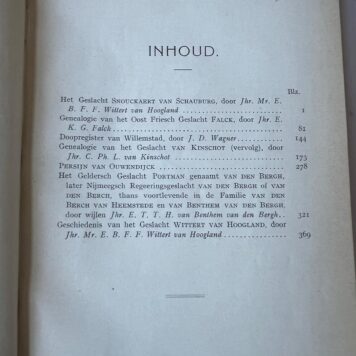 INHOUD.
Blz.
Het Geslacht Snouckaert van Schauburg, door Jhr. Mr. E.
B. F. F. Wittert van Hoogland . . . . . . . 1
Genealogie van het Oost Friesch Geslacht Falck, door Jhr. E.
K. G. Falck . . . . . . . 81
Doopregister van Willemstad, door J. D. Wagner . . . . 144
Genealogie van het Geslacht van Kinschot (vervolg), door
Jhr. C. Ph. L. van Kinschot . . . . . . . 173
Persijn van Ouwendijck . . . . . . . 278
Het Geldersch Geslacht Portman genaamt van den Bergh,
later Nijmeegsch Regeeringsgeslacht van den Bergh of van
den Berch, thans voortlevende in de Familie van den
Berch van Heemstede en van Benthem van den Bergh,
door wijlen Jhr. E. T. T. H. van Benthem van den Bergh. . 321
Geschiedenis van het Geslacht Wittert van Hoogland, door
Jhr. Mr. E. B. F. F. Wittert van Hoogland . . . . . 369